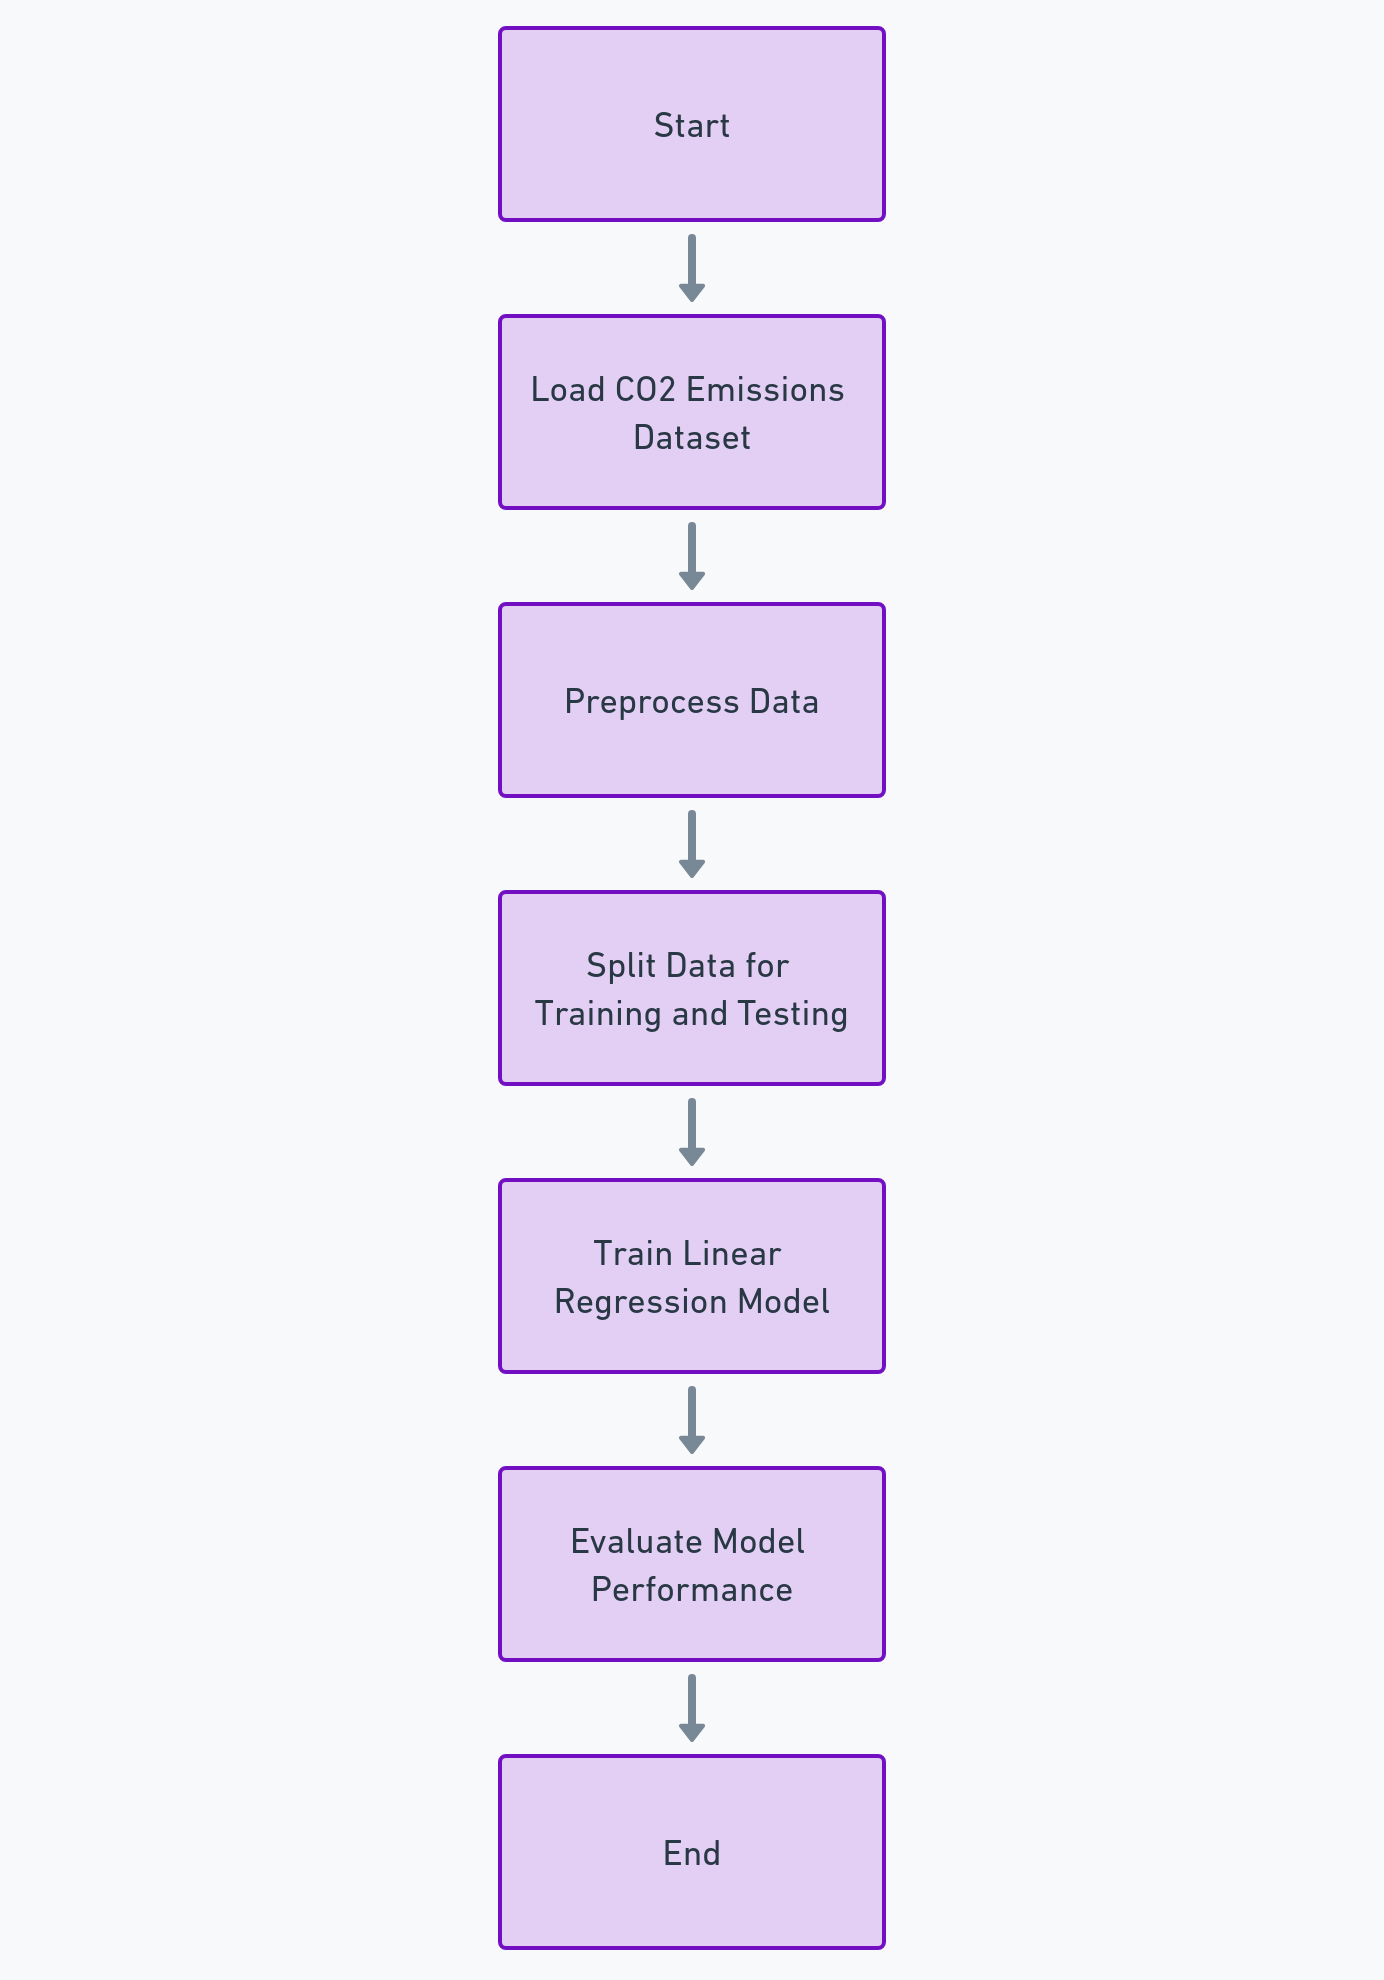 Start
Load CO2 Emissions
Dataset
Preprocess Data
Split Data for
Training and Testing
Train Linear
Regression Model
Evaluate Model
Performance
End